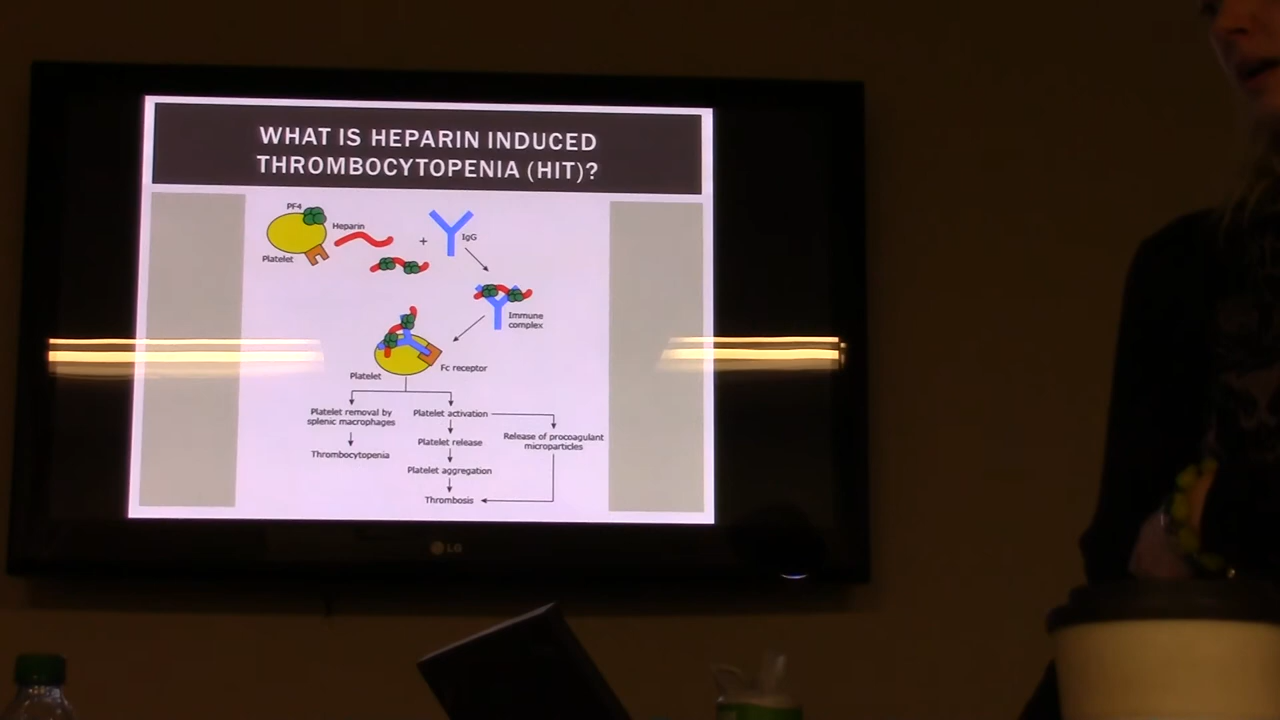 WHAT IS HEPARIN INDUCED
THROMBOCYTOPENIA (HIT)?
PF4
Heparin
Platelet
+
IgG
Immune
complex
Fc receptor
Platelet
Platelet removal by
splenic macrophages
Thrombocytopenia
Platelet activation
Platelet release
Platelet aggregation
Thrombosis
Release of procoagulant
microparticles
LG